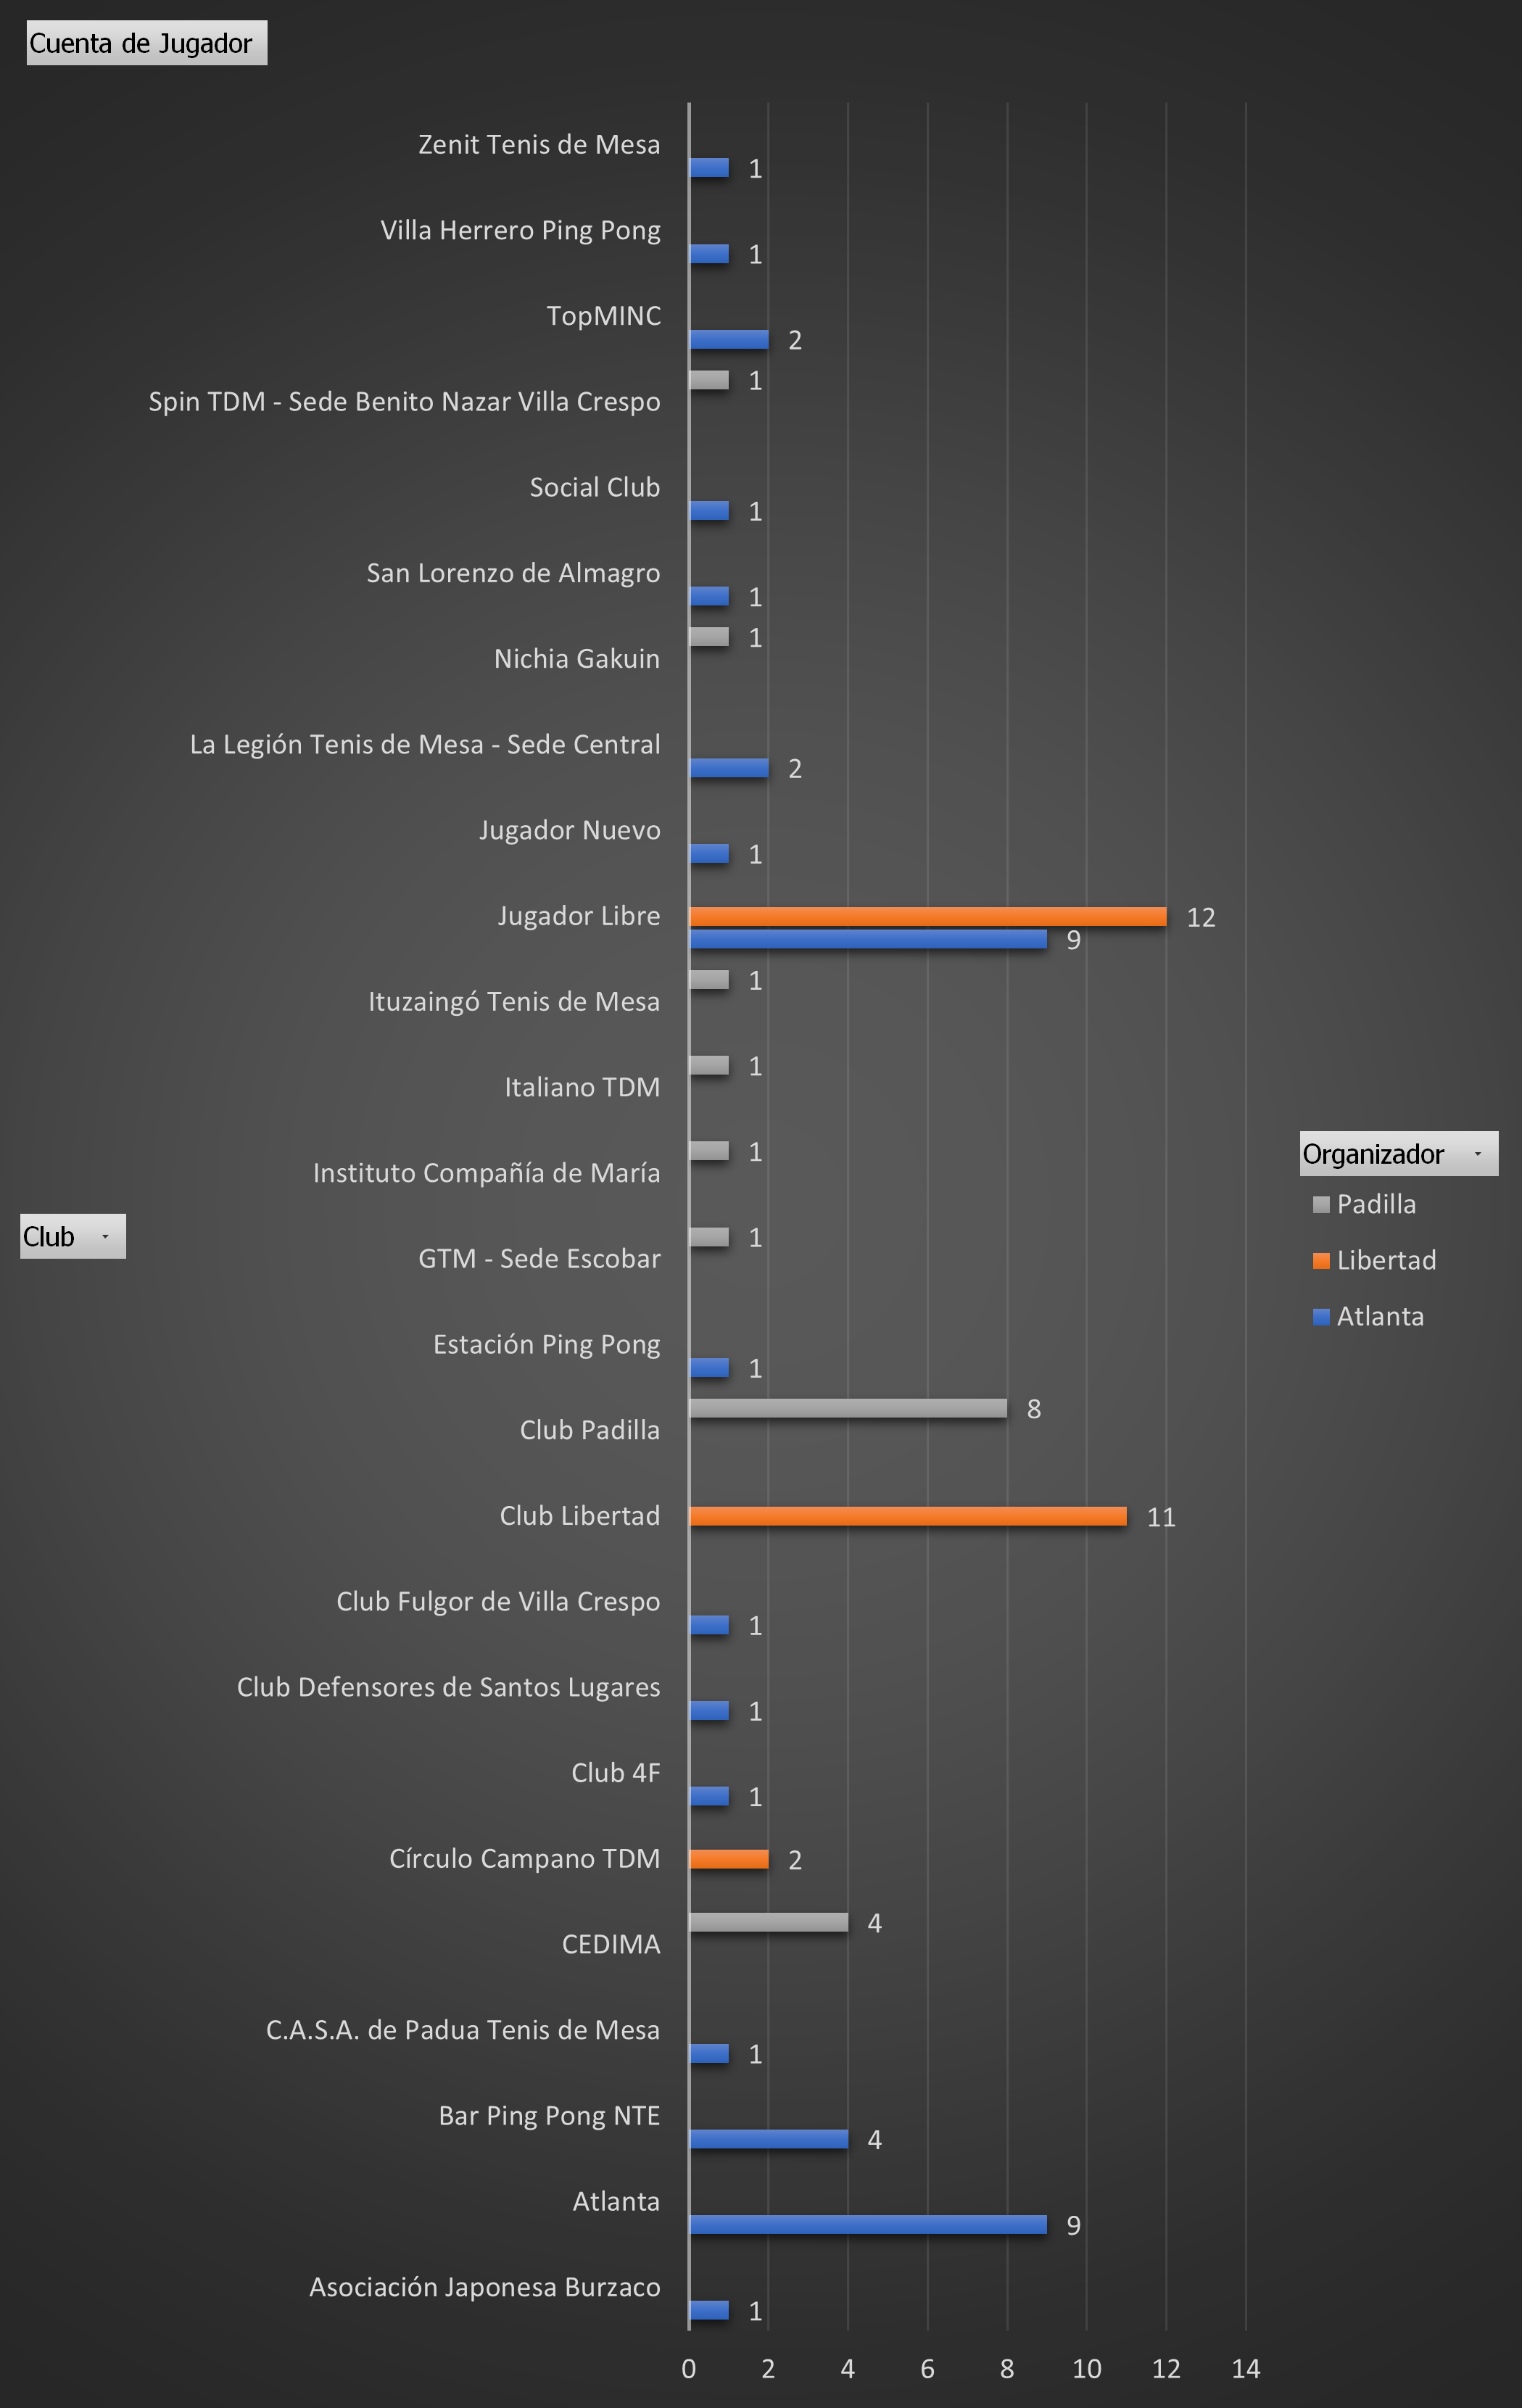 Cuenta de Jugador
Zenit Tenis de Mesa
1
Villa Herrero Ping Pong
1
TopMINC
2
1
Spin TDM - Sede Benito Nazar Villa Crespo
Social Club
1
San Lorenzo de Almagro
1
1
Nichia Gakuin
La Legión Tenis de Mesa - Sede Central
2
Jugador Nuevo
1
Jugador Libre
12
9
1
Ituzaingó Tenis de Mesa
1
Italiano TDM
1
Instituto Compañía de María
1
GTM - Sede Escobar
Estación Ping Pong
1
8
Club Padilla
Club Libertad
11
Club Fulgor de Villa Crespo
1
Club Defensores de Santos Lugares
1
Club 4F
1
Círculo Campano TDM
2
4
CEDIMA
C.A.S.A. de Padua Tenis de Mesa
1
Bar Ping Pong NTE
4
Atlanta
9
Asociación Japonesa Burzaco
1
0 2 4 6 8 10 12 14
Club
Organizador
Padilla
Libertad
Atlanta